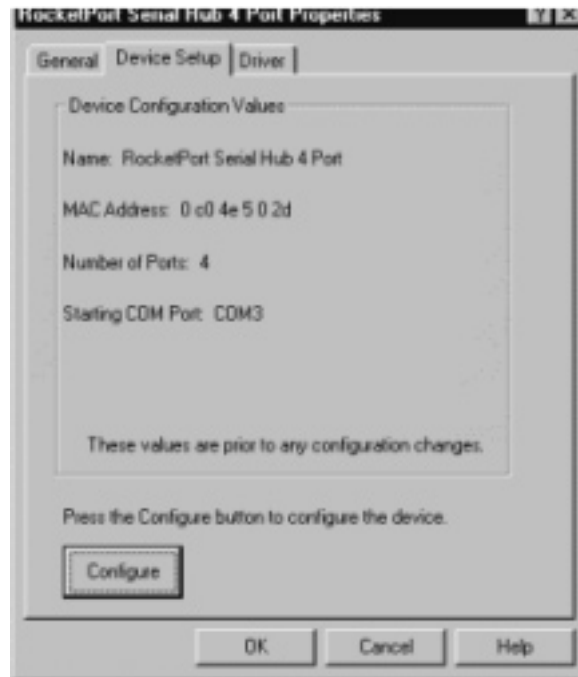 RocketPort Serial Hub 4 Port Properties
? X
General Device Setup Driver
Device Configuration Values
Name: RocketPort Serial Hub 4 Port
MAC Address: 0 c0 4e 5 0 2d
Number of Ports: 4
Starting COM Port: COM3
These values are prior to any configuration changes.
Press the Configure button to configure the device.
Configure
OK Cancel Help